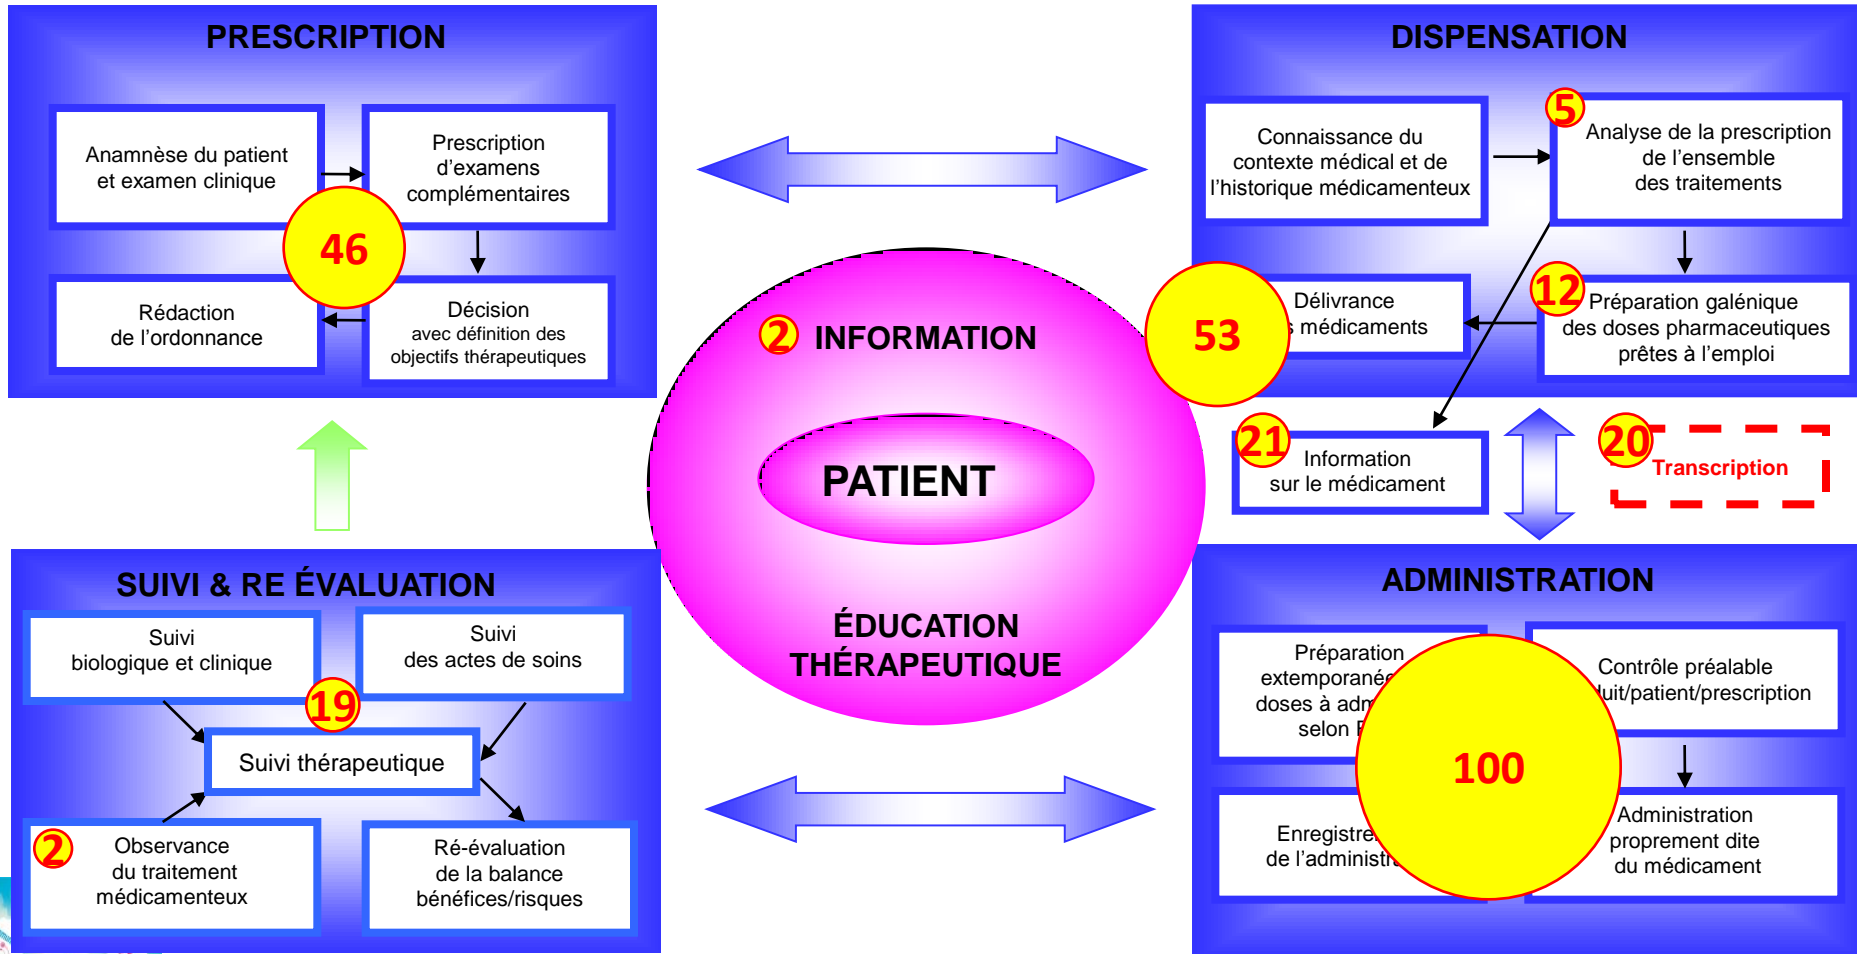 PRESCRIPTION
Anamnèse du patient
et examen clinique
Prescription
d’examens
complémentaires
46
Rédaction
de l’ordonnance
Décision
avec définition des
objectifs thérapeutiques
DISPENSATION
Connaissance du
contexte médical et de
l’historique médicamenteux
5
Analyse de la prescription
de l’ensemble
des traitements
53
Délivrance
médicaments
12
Préparation galénique
des doses pharmaceutiques
prêtes à l’emploi
21
Information
sur le médicament
20
Transcription
2 INFORMATION
PATIENT
ÉDUCATION
THÉRAPEUTIQUE
SUIVI & RE ÉVALUATION
Suivi
biologique et clinique
Suivi
des actes de soins
19
Suivi thérapeutique
2
Observance
du traitement
médicamenteux
Ré-évaluation
de la balance
bénéfices/risques
ADMINISTRATION
Préparation
doses à
selon
Contrôle préalable
/patient/prescription
100
de
Administration
proprement dite
du médicament